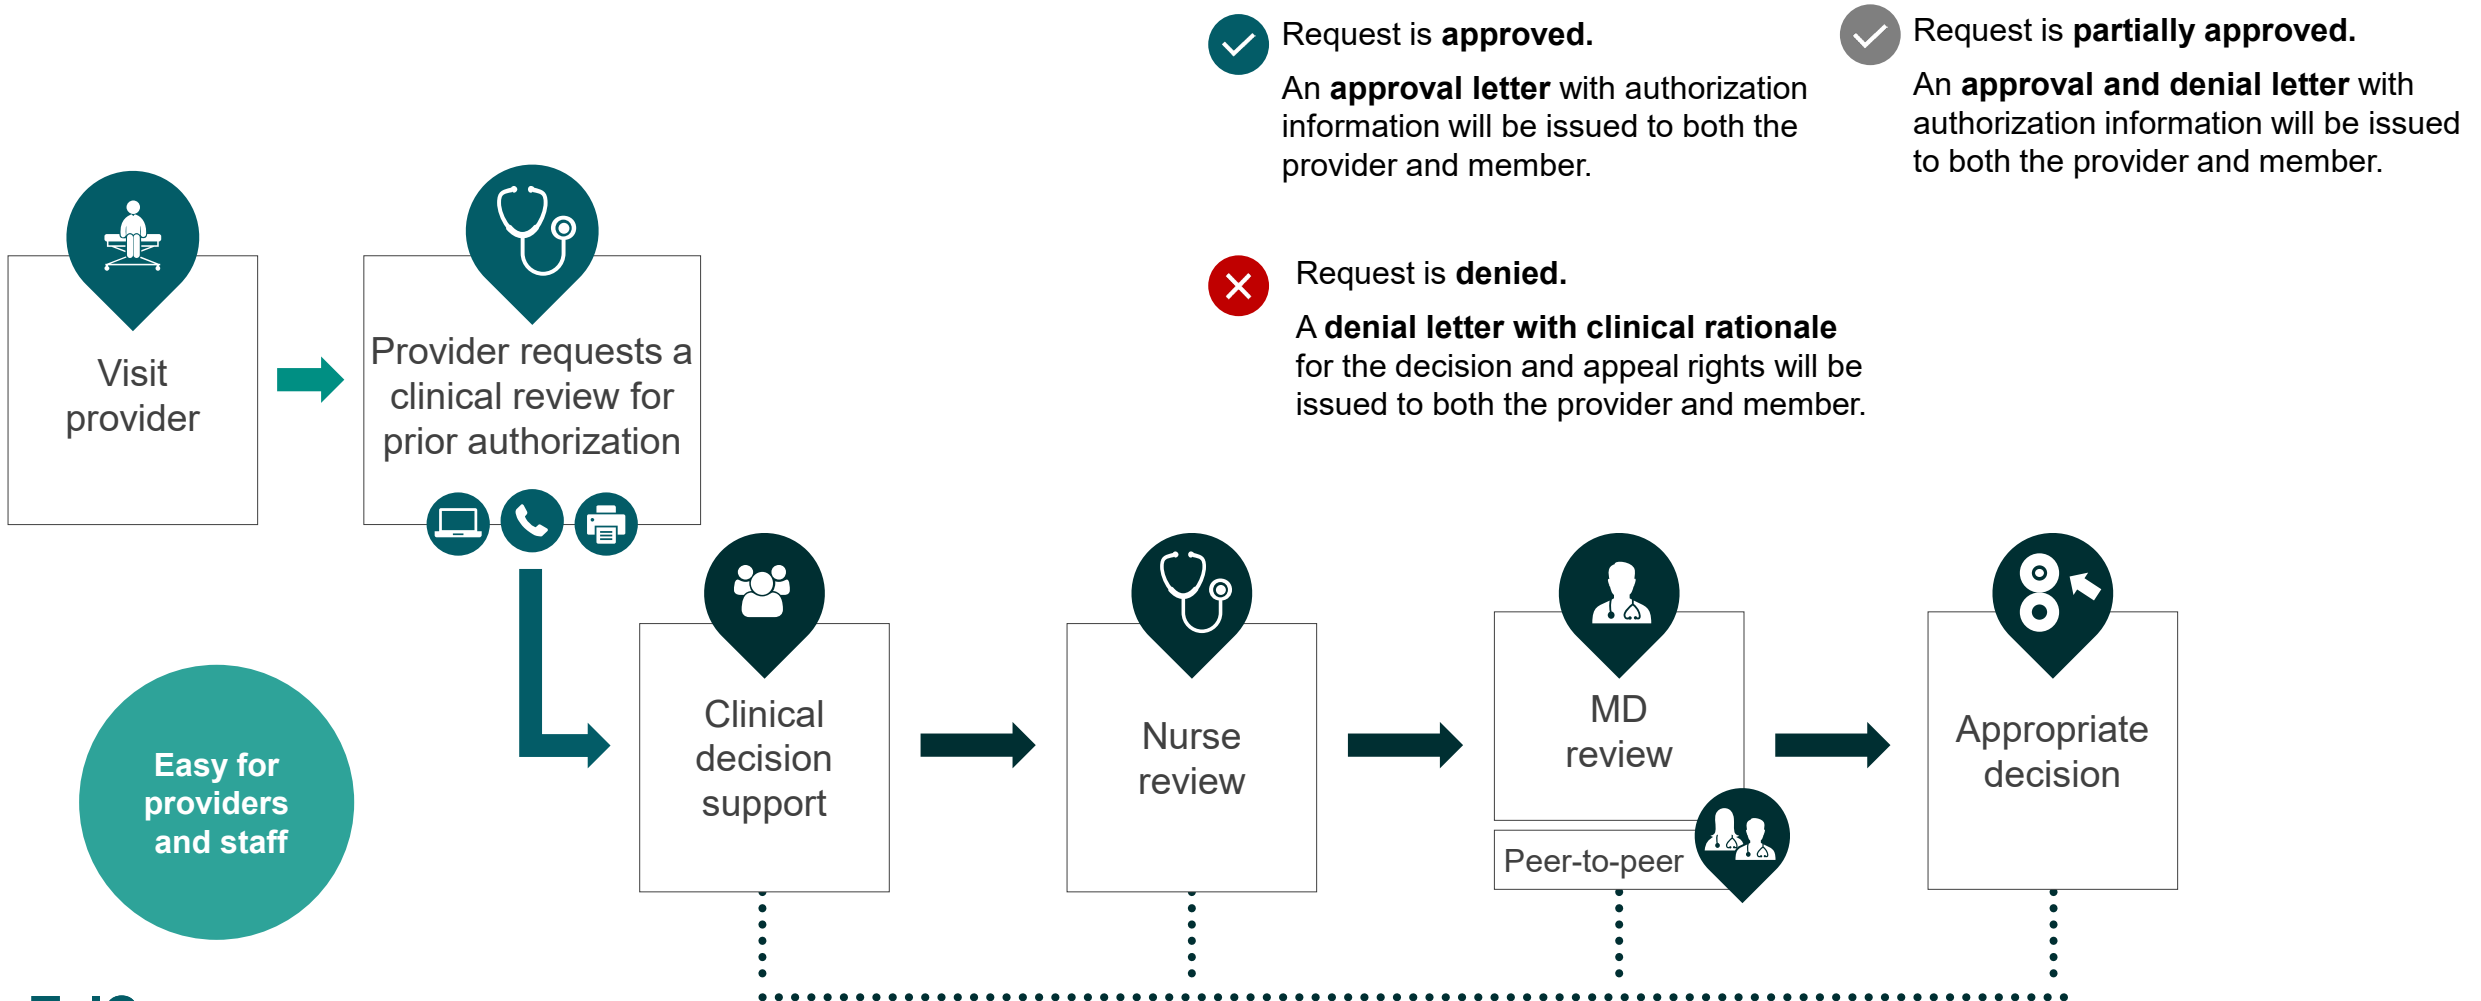 Request is approved.
An approval letter with authorization
information will be issued to both the
provider and member.
Request is partially approved.
An approval and denial letter with
authorization information will be issued
to both the provider and member.
Request is denied.
A denial letter with clinical rationale
for the decision and appeal rights will be
issued to both the provider and member.
Visit
provider
Provider requests a
clinical review for
prior authorization
Easy for
providers
and staff
Clinical
decision
support
Nurse
review
MD
review
Peer-to-peer
Appropriate
decision